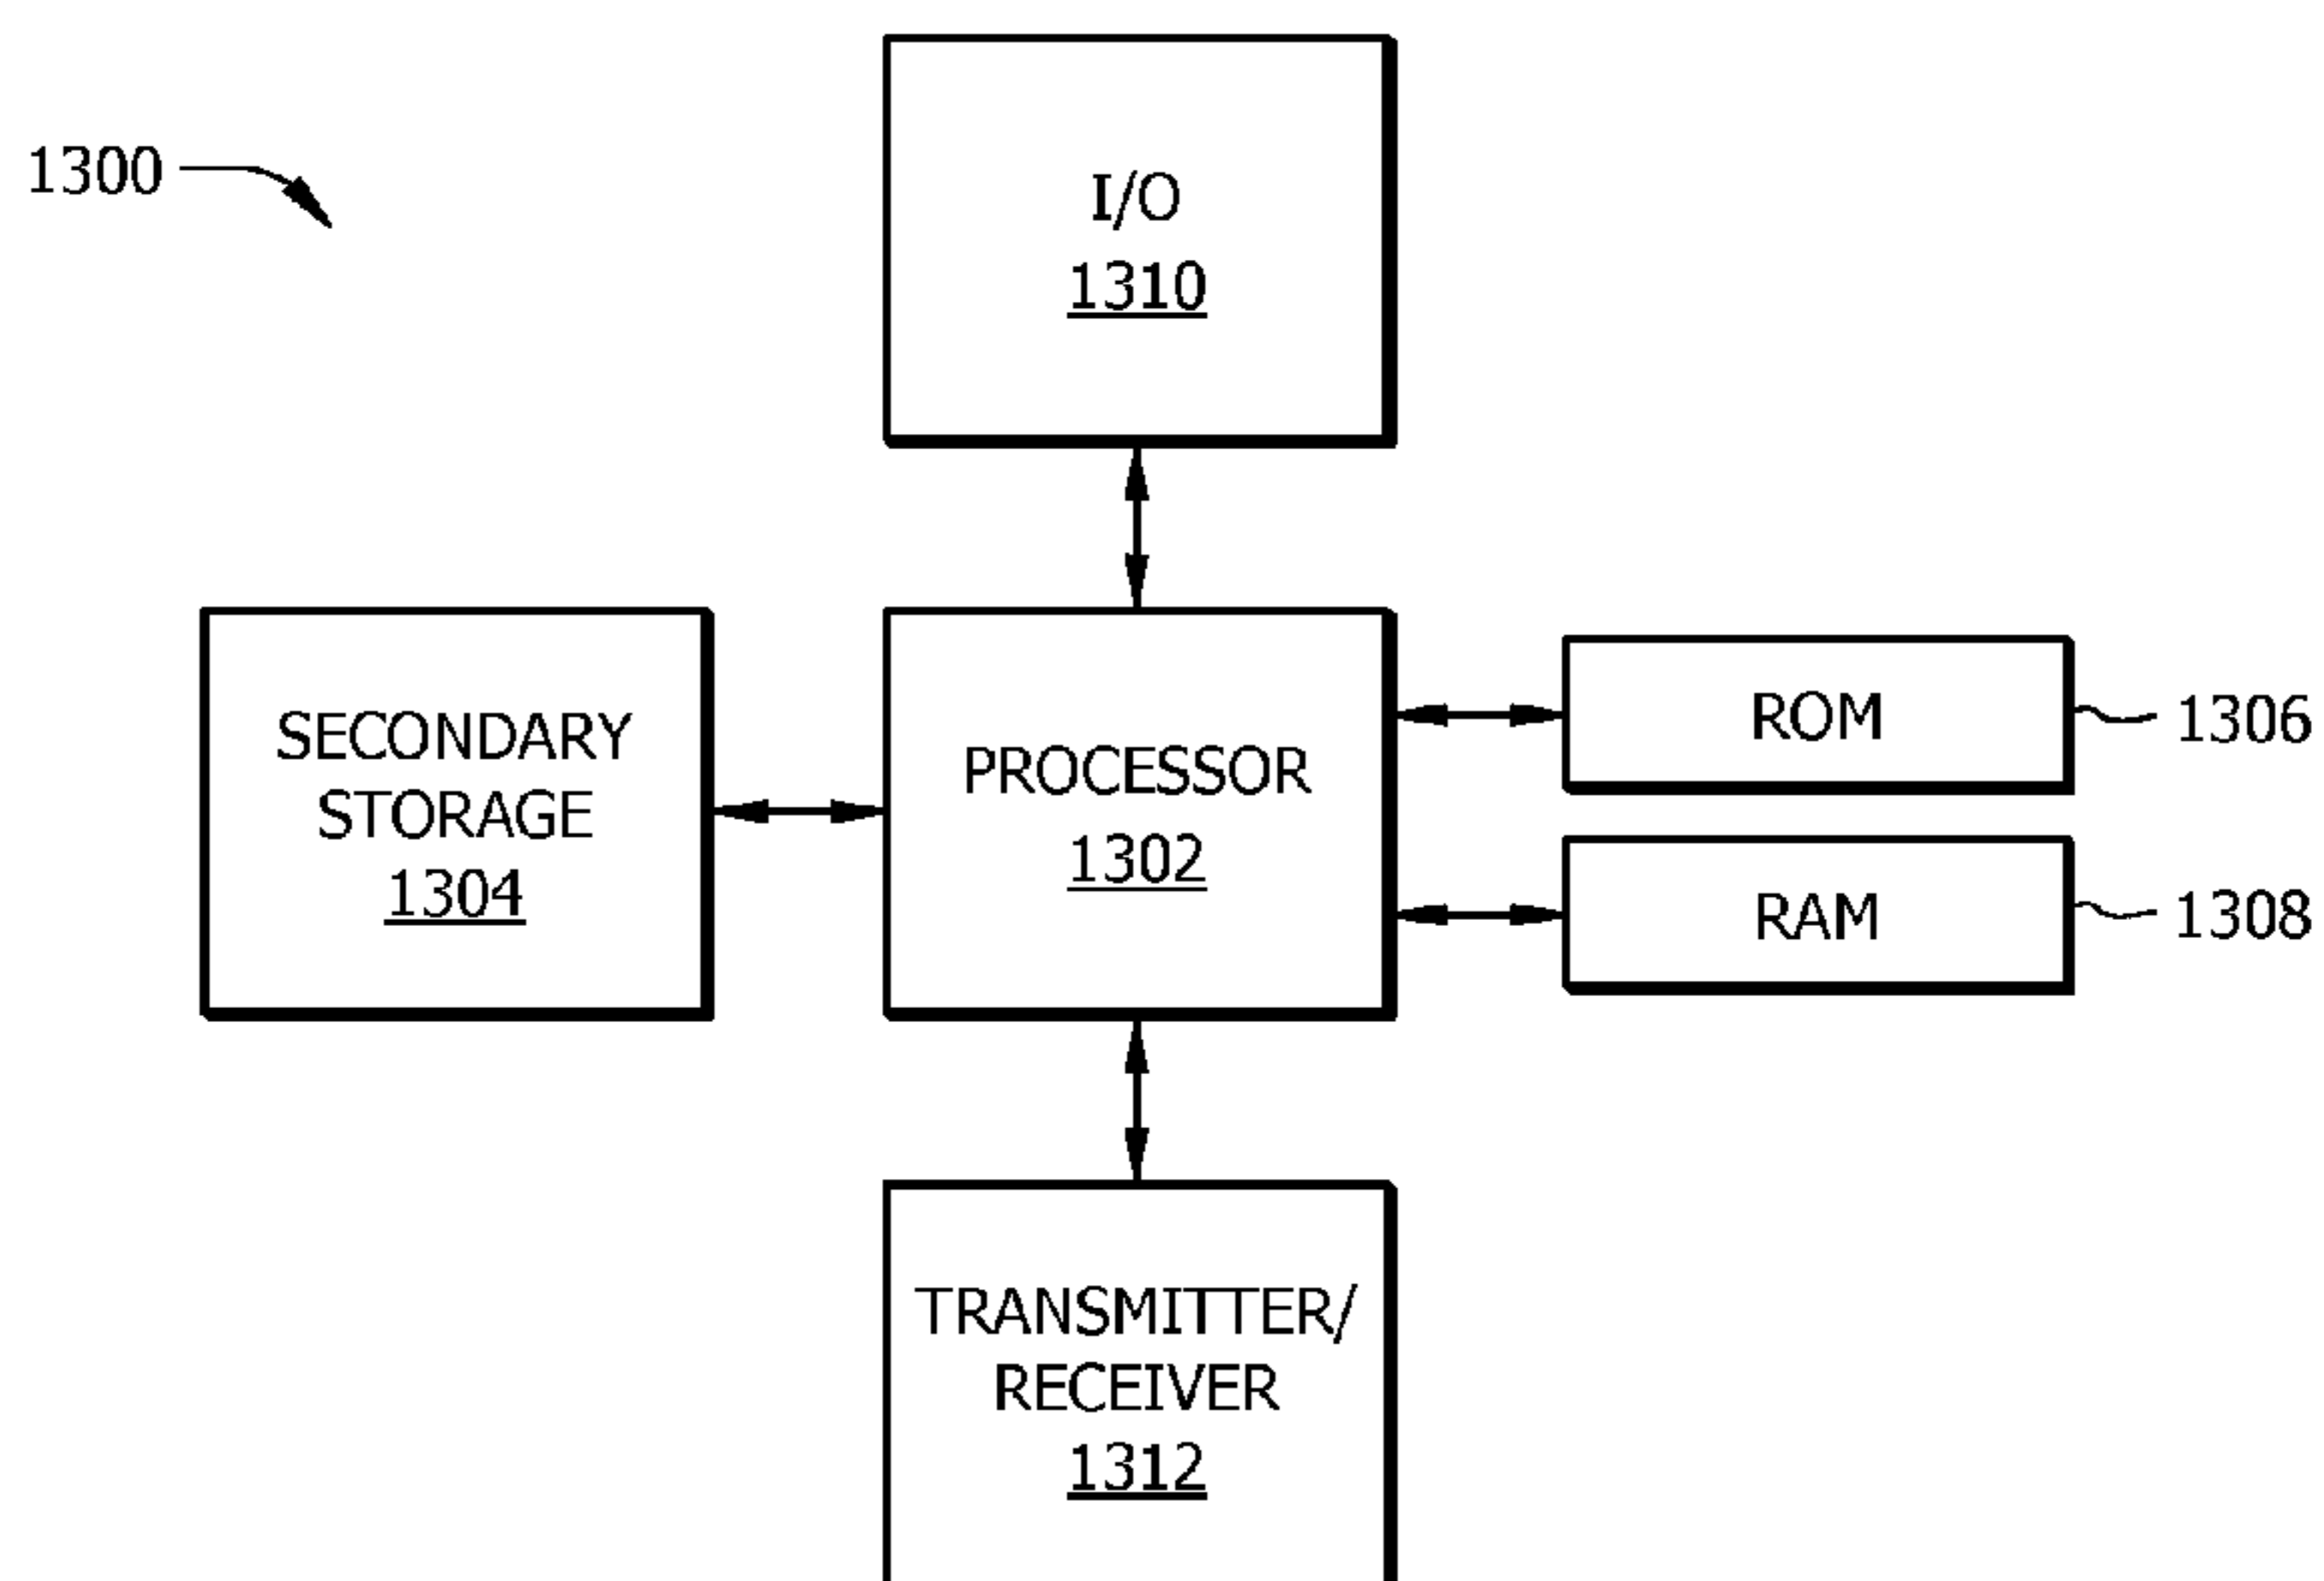 1300
I/O
1310
SECONDARY
STORAGE
1304
PROCESSOR
1302
ROM
1306
RAM
1308
TRANSMITTER/
RECEIVER
1312